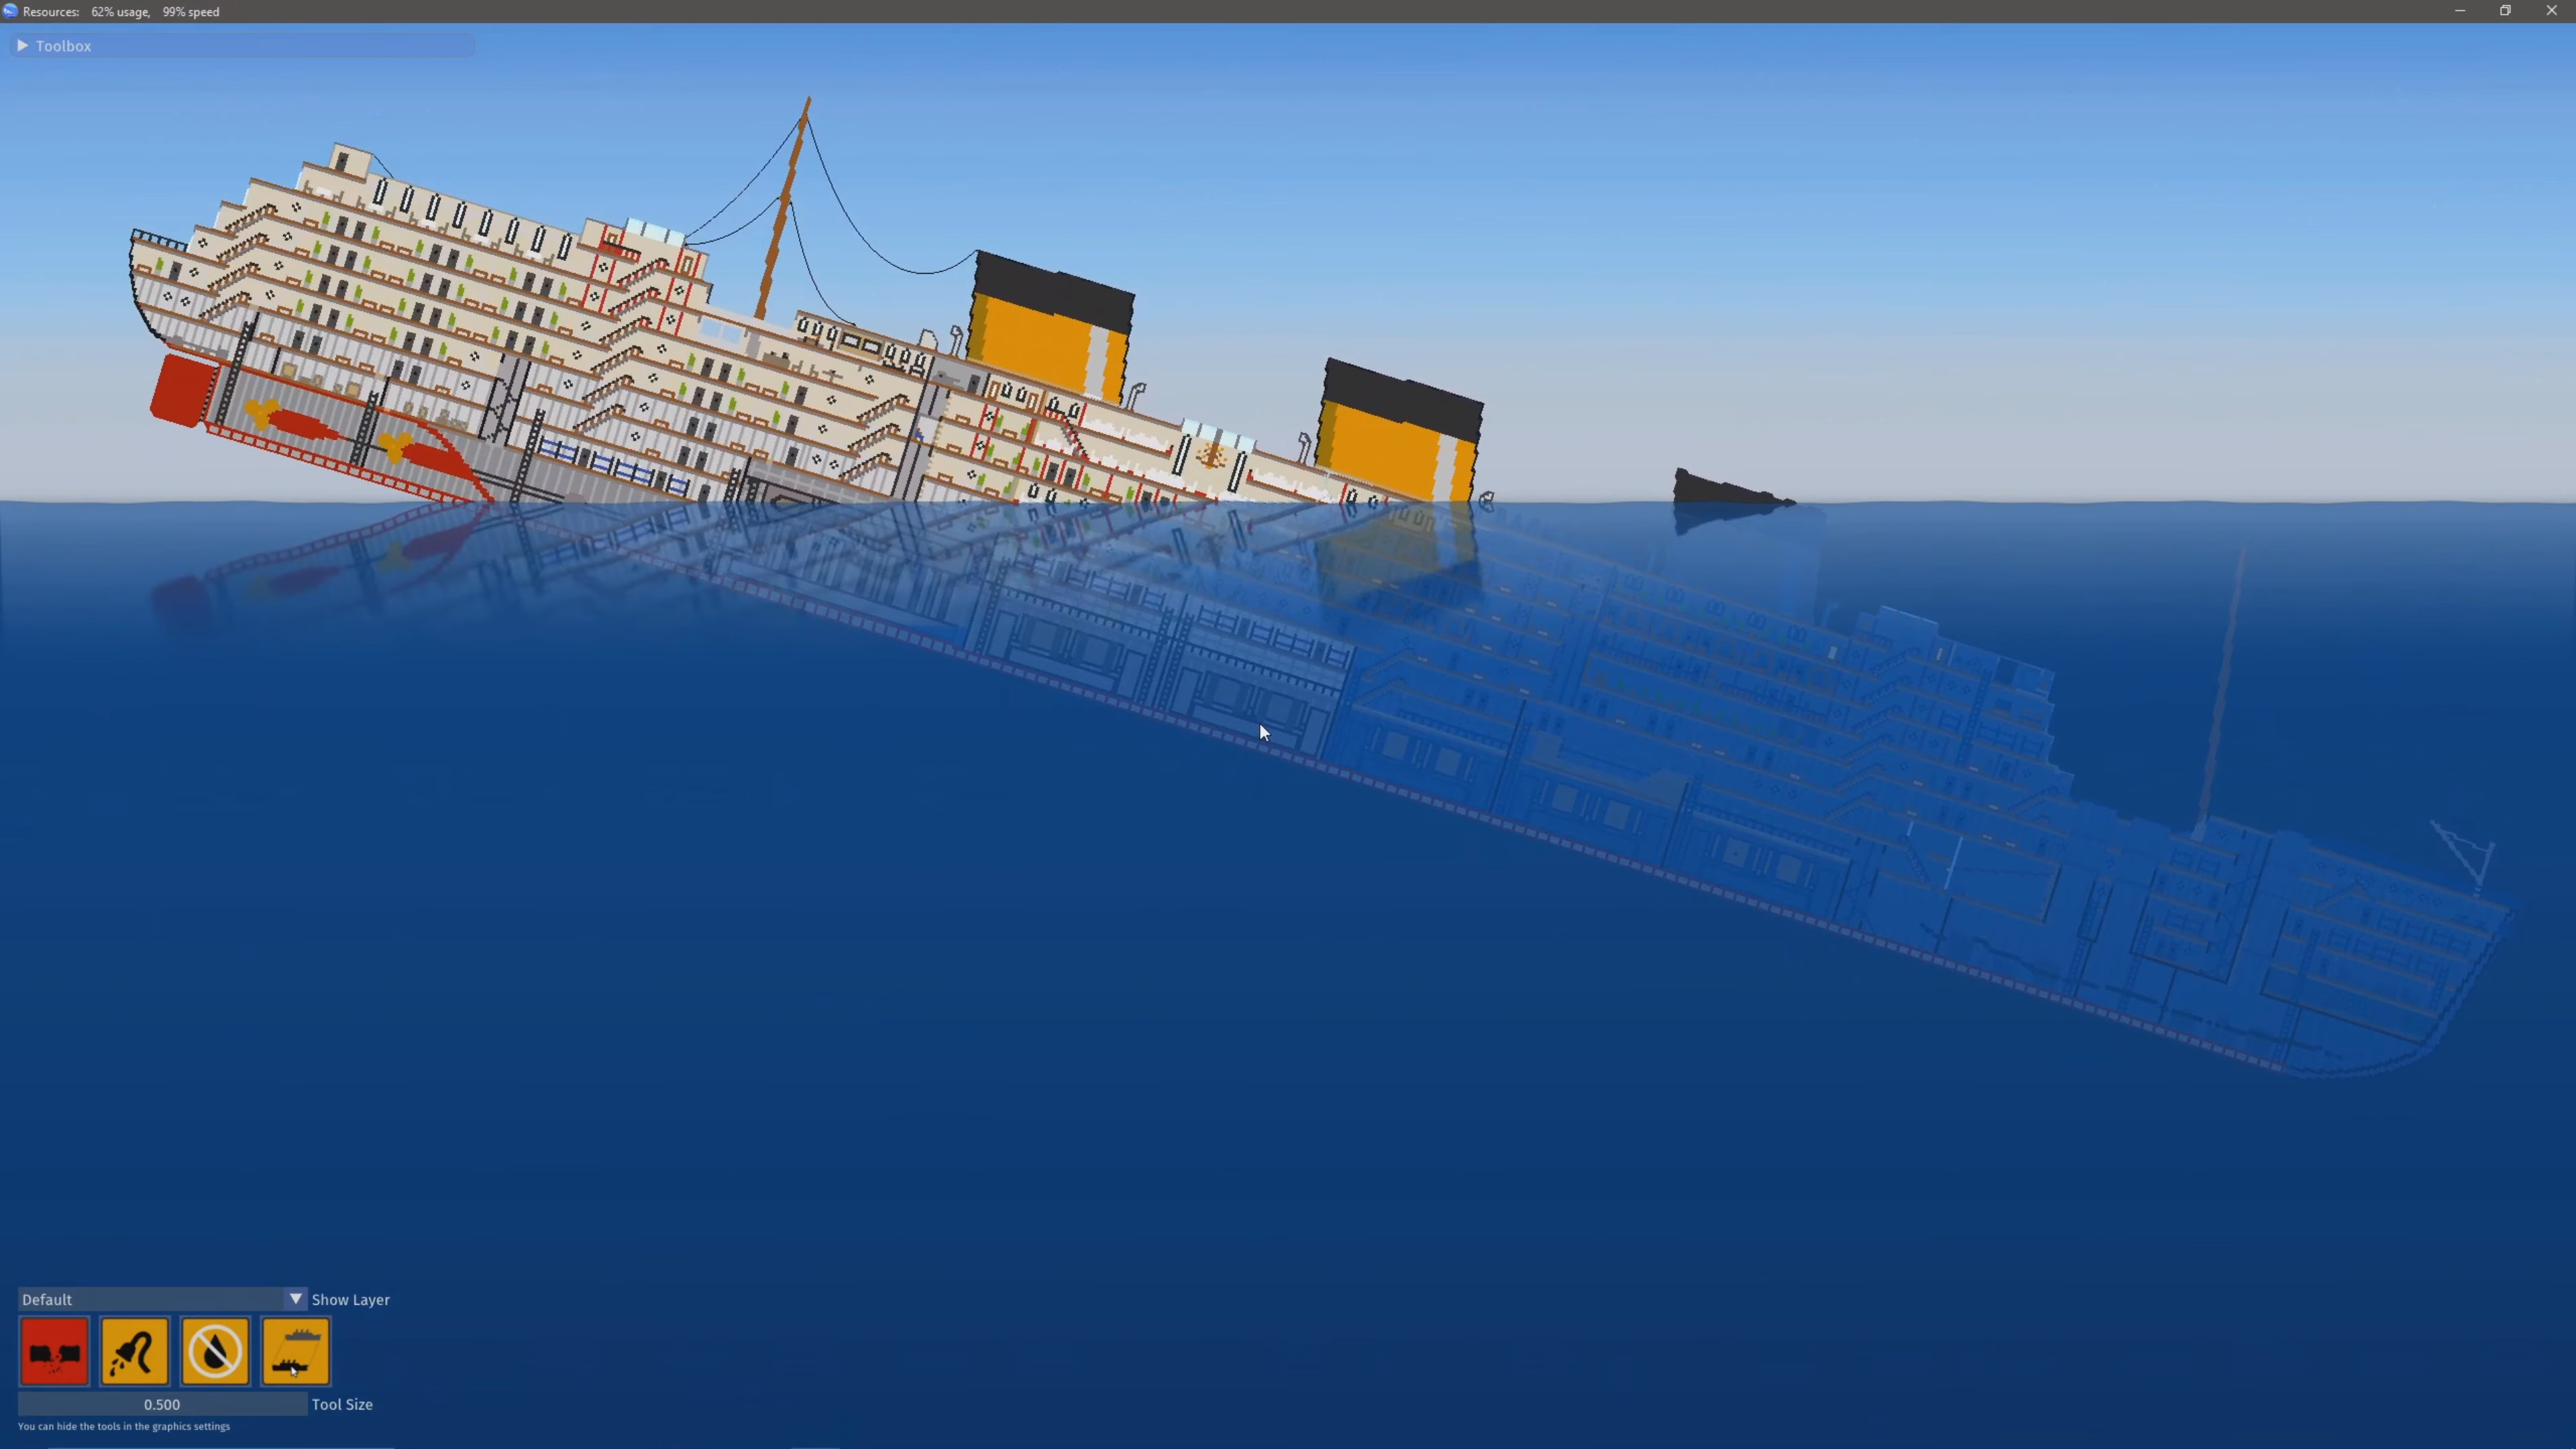 Resources: 62% usage, 99% speed
Toolbox
Default
Show Layer
0.500
Tool Size
You can hide the tools in the graphics settings